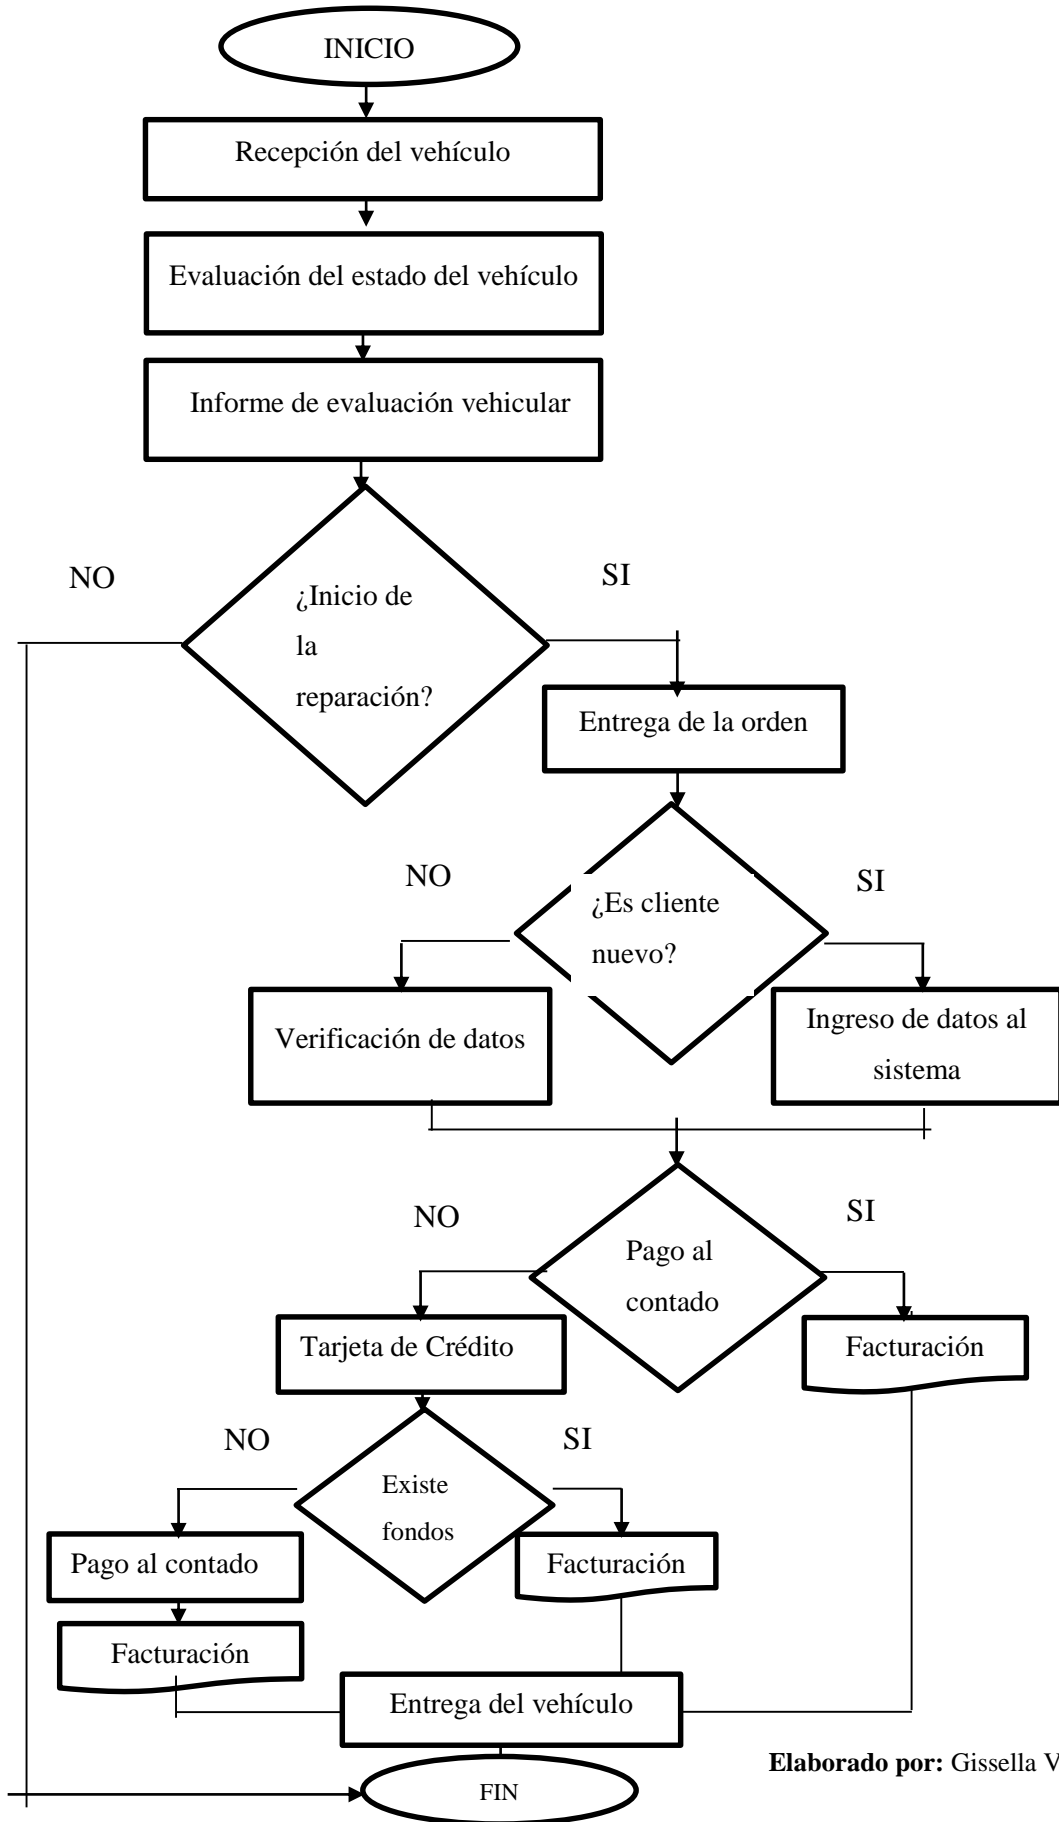 INICIO
Recepción del vehículo
Evaluación del estado del vehículo
Informe de evaluación vehicular
NO
SI
¿Inicio de
la
reparación?
Entrega de la orden
NO
SI
¿Es cliente
nuevo?
Verificación de datos
Ingreso de datos al
sistema
NO
SI
Pago al
contado
Tarjeta de Crédito
Facturación
NO
SI
Existe
fondos
Pago al contado
Facturación
Facturación
Entrega del vehículo
Elaborado por: Gissella V
FIN